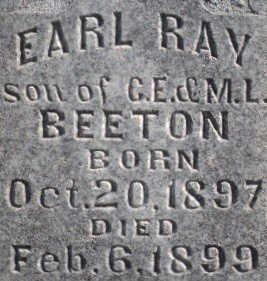 EARL RAY
son of C.E.&M.L.
BEETON
BORN
Oct.20,1897
DIED
Feb.6,1899